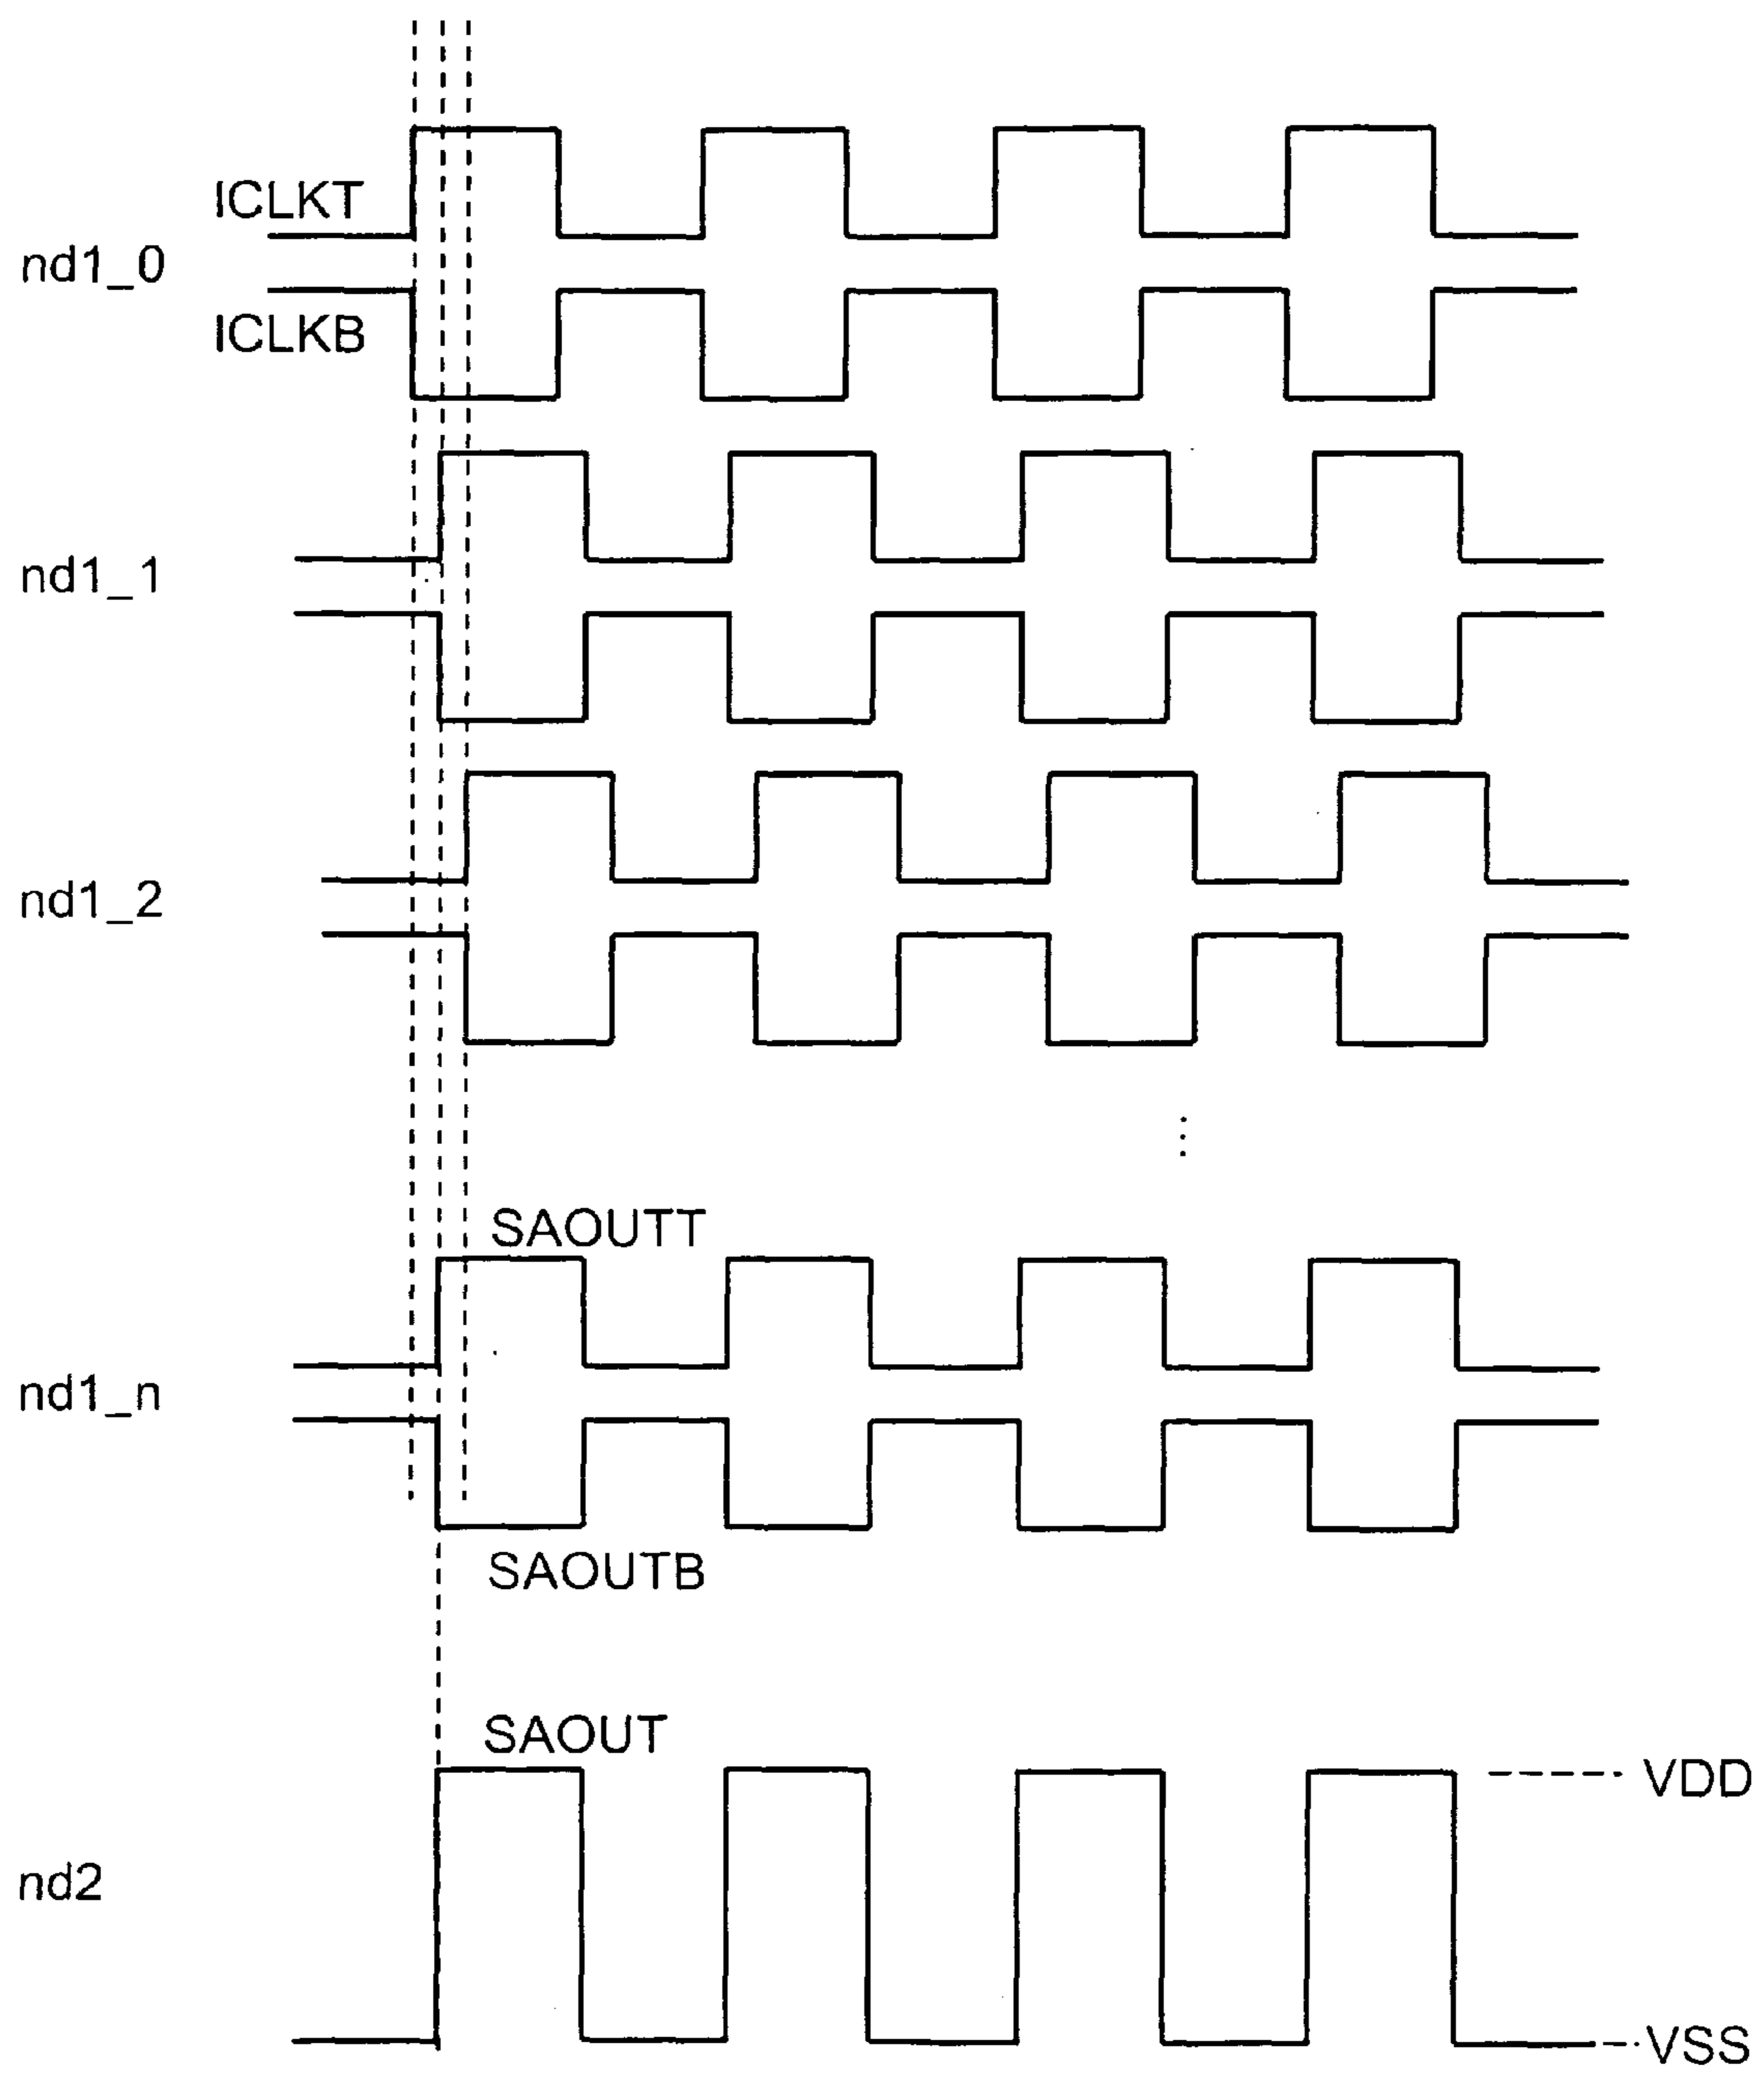 ICLKT
nd1_0
ICLKB
nd1_1
nd1_2
SAOUTT
nd1_n
SAOUTB
SAOUT
VDD
nd2
VSS